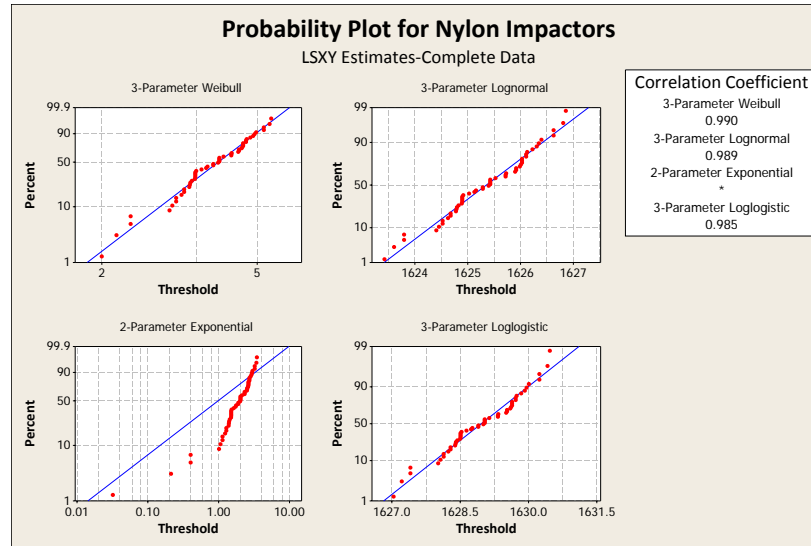 Probability Plot for Nylon Impactors
LSXY Estimates-Complete Data
3-Parameter Weibull
99.9
90
50
10
1
Percent
2
5
Threshold
3-Parameter Lognormal
99
90
50
10
1
Percent
1624
1625
1626
1627
Threshold
Correlation Coefficient
3-Parameter Weibull
0.990
3-Parameter Lognormal
0.989
2-Parameter Exponential
*
3-Parameter Loglogistic
0.985
2-Parameter Exponential
99.9
90
50
10
1
Percent
0.01
0.10
1.00
10.00
Threshold
3-Parameter Loglogistic
99
90
50
10
1
Percent
1627.0
1628.5
1630.0
1631.5
Threshold